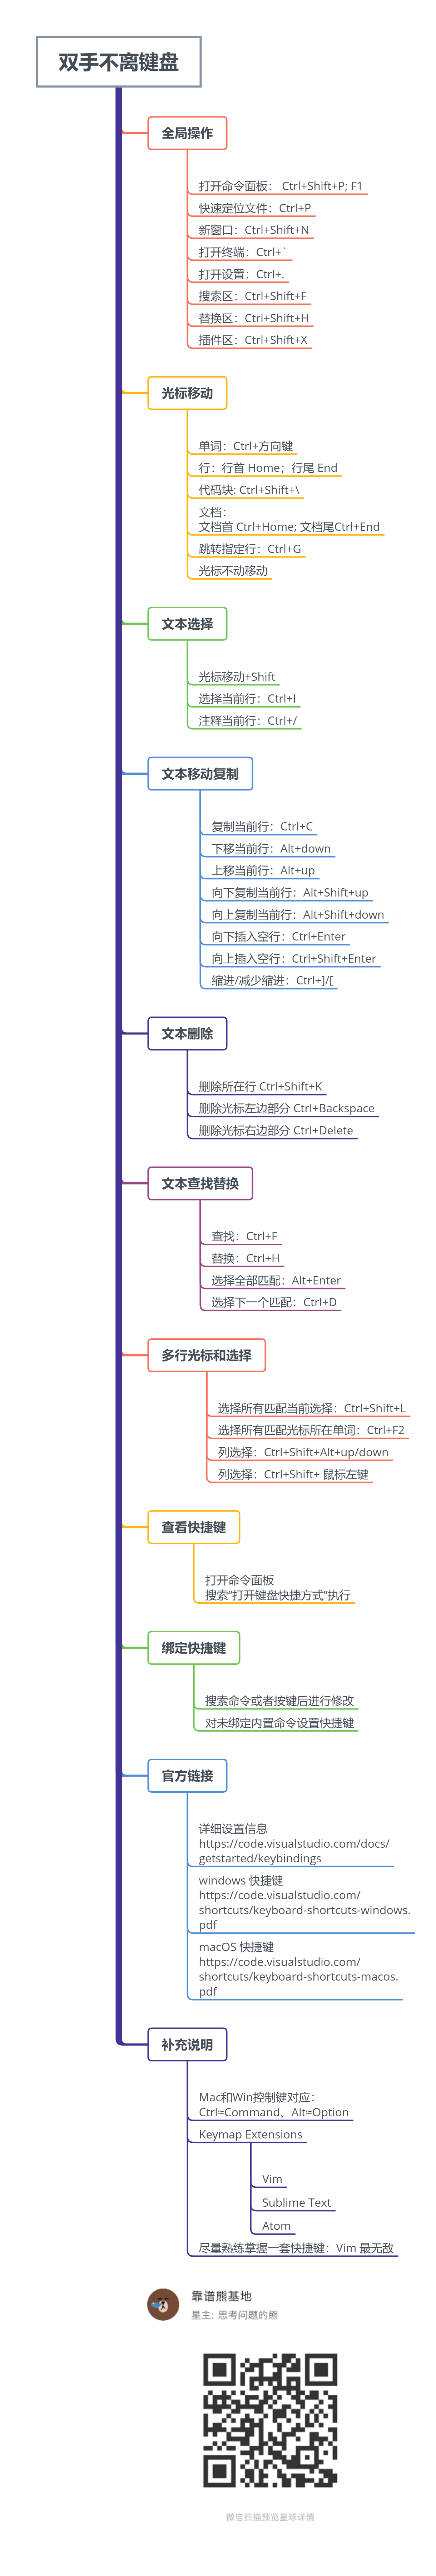 双手不离键盘
全局操作
打开命令面板： Ctrl+Shift+P; F1
快速定位文件：Ctrl+P
新窗口：Ctrl+Shift+N
打开终端：Ctrl+`
打开设置：Ctrl+.
搜索区：Ctrl+Shift+F
替换区：Ctrl+Shift+H
插件区：Ctrl+Shift+X
光标移动
单词：Ctrl+方向键
行：行首 Home；行尾 End
代码块: Ctrl+Shift+\
文档：
文档首 Ctrl+Home; 文档尾Ctrl+End
跳转指定行：Ctrl+G
光标不动移动
文本选择
光标移动+Shift
选择当前行：Ctrl+I
注释当前行：Ctrl+/
文本移动复制
复制当前行：Ctrl+C
下移当前行：Alt+down
上移当前行：Alt+up
向下复制当前行：Alt+Shift+up
向上复制当前行：Alt+Shift+down
向下插入空行：Ctrl+Enter
向上插入空行：Ctrl+Shift+Enter
缩进/减少缩进：Ctrl+]/[
文本删除
删除所在行 Ctrl+Shift+K
删除光标左边部分 Ctrl+Backspace
删除光标右边部分 Ctrl+Delete
文本查找替换
查找：Ctrl+F
替换：Ctrl+H
选择全部匹配：Alt+Enter
选择下一个匹配：Ctrl+D
多行光标和选择
选择所有匹配当前选择：Ctrl+Shift+L
选择所有匹配光标所在单词：Ctrl+F2
列选择：Ctrl+Shift+Alt+up/down
列选择：Ctrl+Shift+ 鼠标左键
查看快捷键
打开命令面板
搜索“打开键盘快捷方式”执行
绑定快捷键
搜索命令或者按键后进行修改
对未绑定内置命令设置快捷键
官方链接
详细设置信息
https://code.visualstudio.com/docs/
getstarted/keybindings
windows 快捷键
https://code.visualstudio.com/
shortcuts/keyboard-shortcuts-windows.
pdf
macOS 快捷键
https://code.visualstudio.com/
shortcuts/keyboard-shortcuts-macos.
pdf
补充说明
Mac和Win控制键对应：
Ctrl≈Command、Alt≈Option
Keymap Extensions
Vim
Sublime Text
Atom
尽量熟练掌握一套快捷键：Vim 最无敌
靠谱熊基地
星主: 思考问题的熊
微信扫描预览星球详情